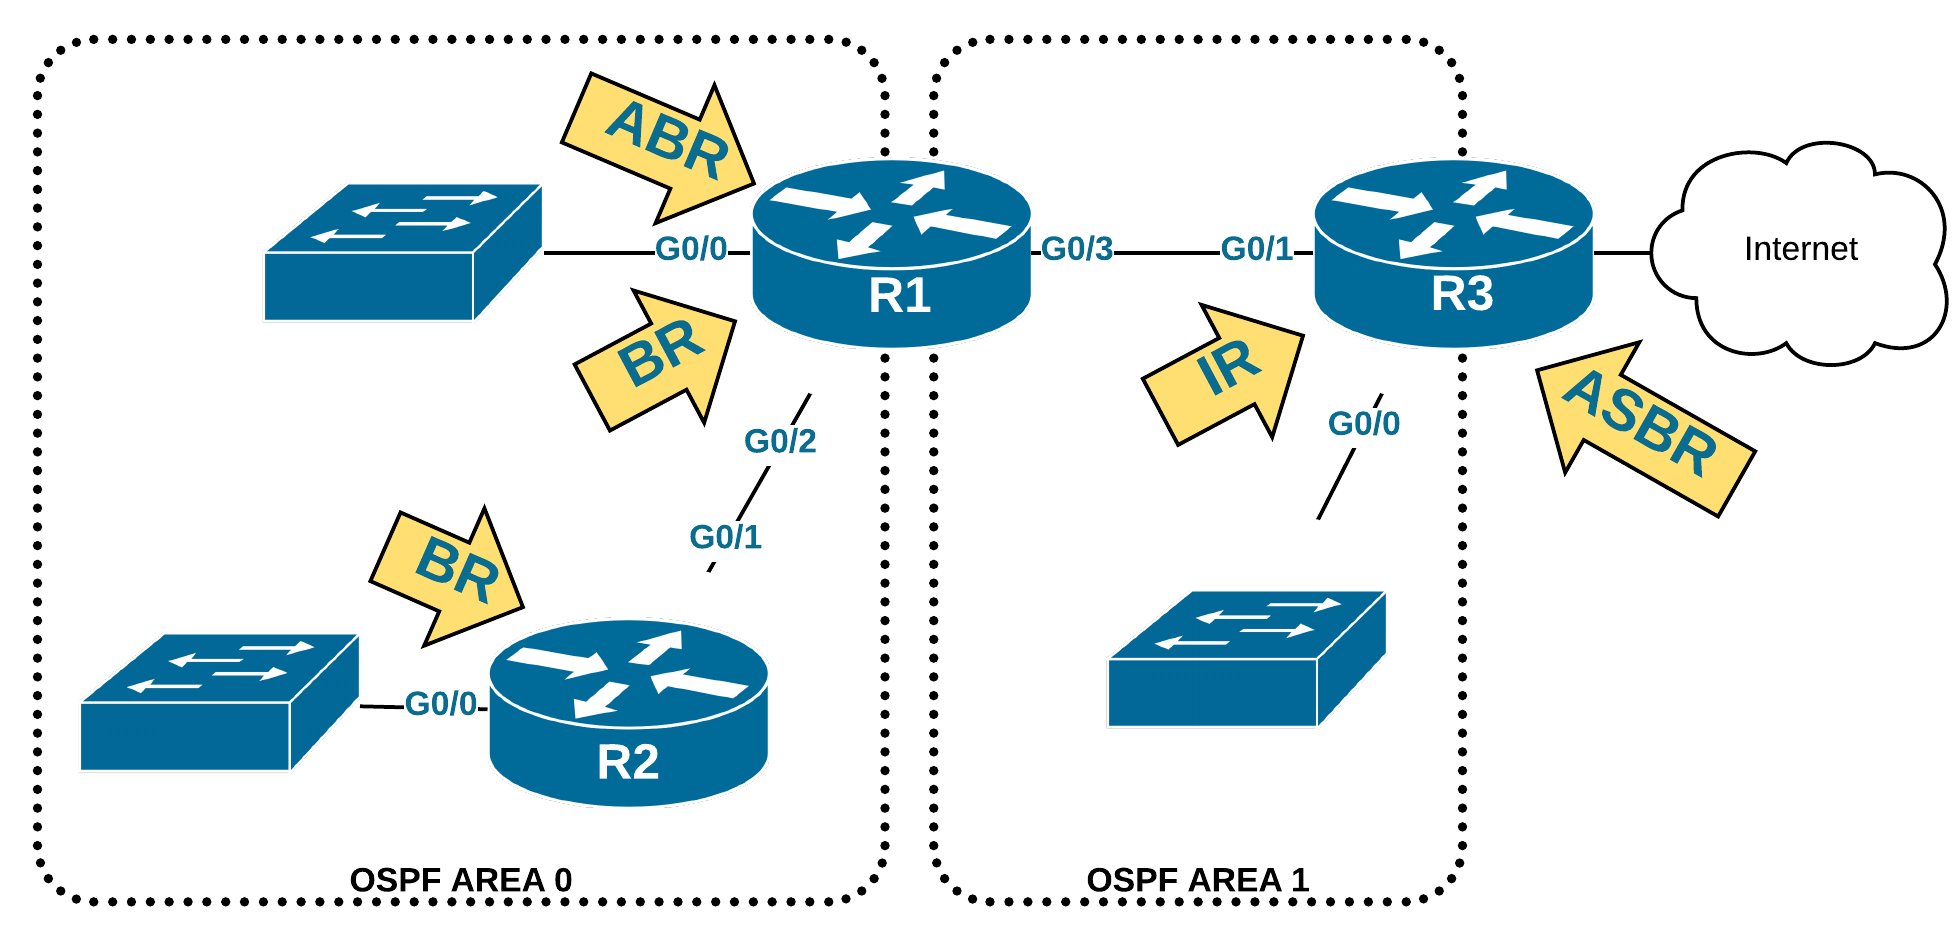 ABR
G0/0
R1
G0/3
G0/1
R3
Internet
BR
IR
ASBR
G0/2
G0/0
G0/1
BR
G0/0
R2
OSPF AREA 0
OSPF AREA 1